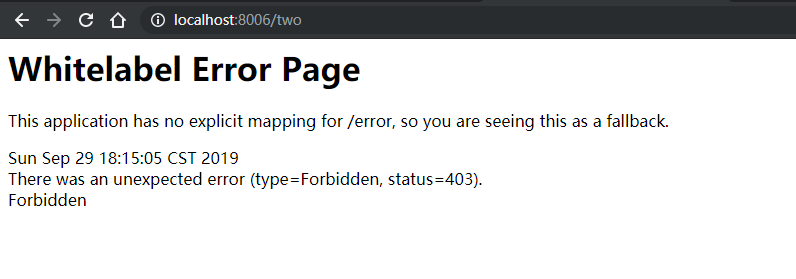 localhost:8006/two
Whitelabel Error Page
This application has no explicit mapping for /error, so you are seeing this as a fallback.
Sun Sep 29 18:15:05 CST 2019
There was an unexpected error (type=Forbidden, status=403).
Forbidden